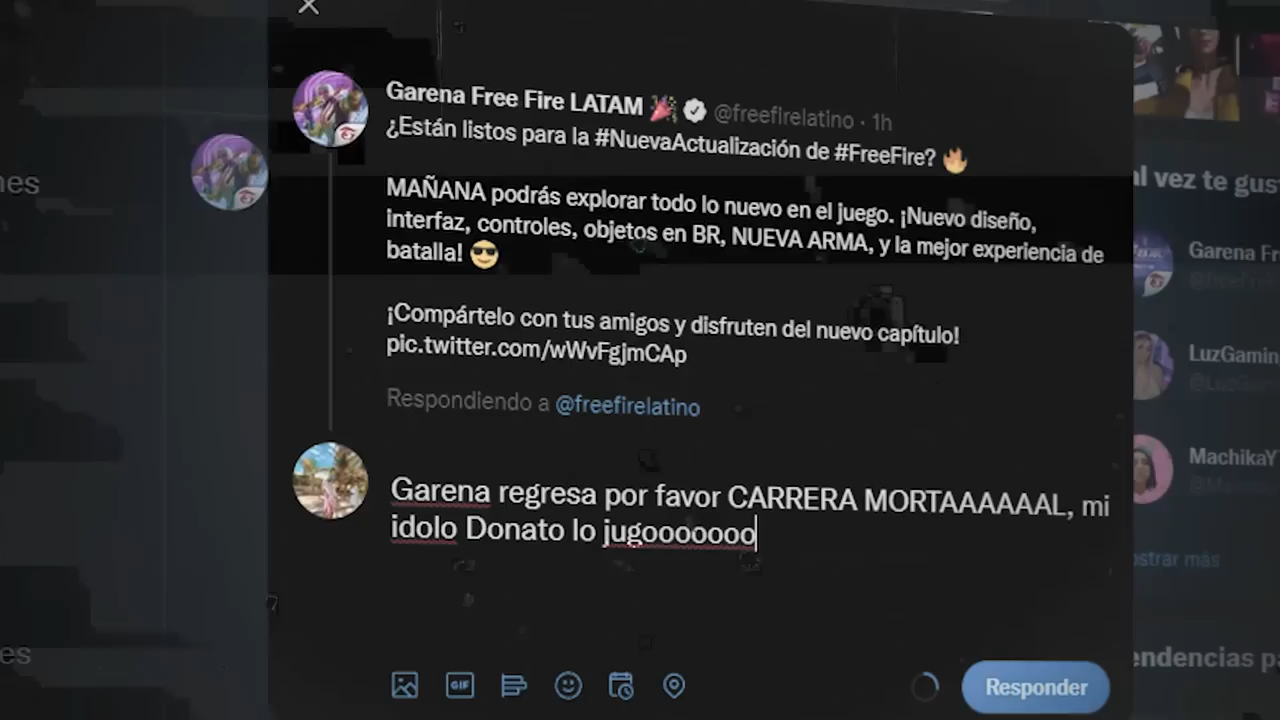 Garena Free Fire LATAM 🎉 @freefirelatino · 1h
¿Están listos para la #NuevaActualización de #FreeFire? 🔥
MAÑANA podrás explorar todo lo nuevo en el juego. ¡Nuevo diseño,
interfaz, controles, objetos en BR, NUEVA ARMA, y la mejor experiencia de
batalla! 😎
¡Compártelo con tus amigos y disfruten del nuevo capítulo!
pic.twitter.com/wWvFgjmCAp
Respondiendo a @freefirelatino
Garena regresa por favor CARRERA MORTAAAAAAL, mi
idolo Donato lo jugooooooo
GIF
Responder
nes
es
al vez te gus
Garena Fr
LuzGamin
MachikaY
ostrar más
endencias pa